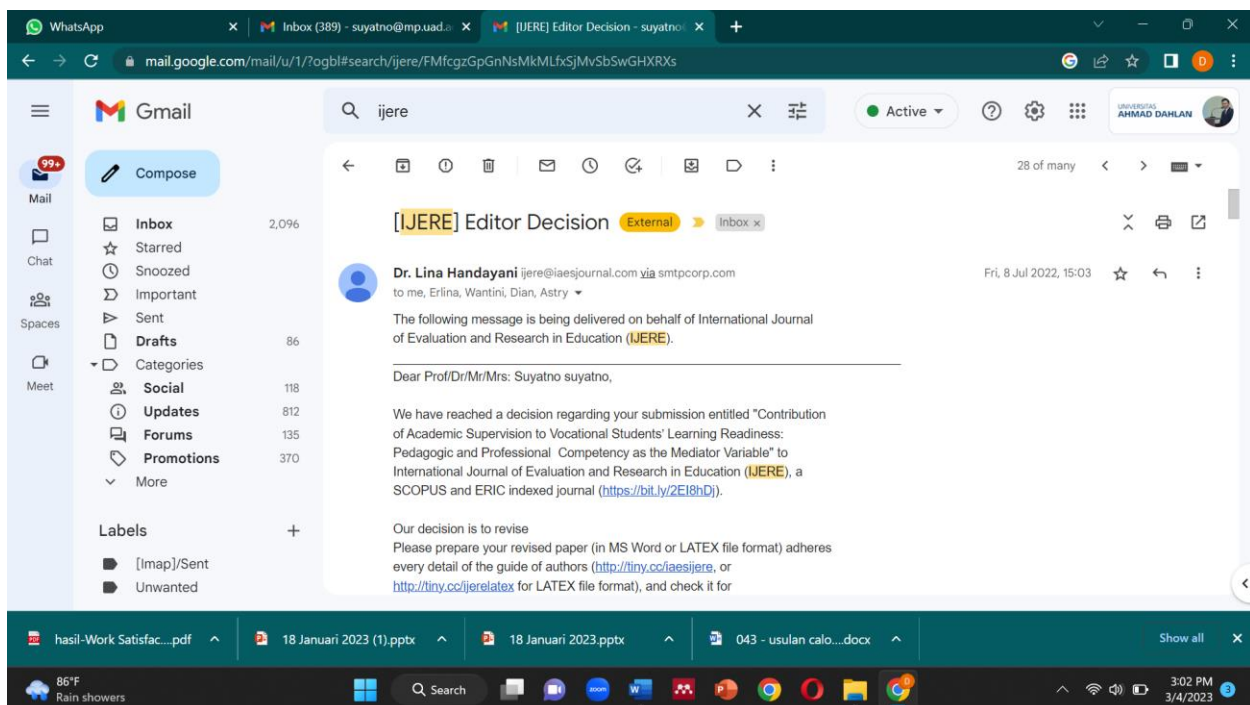 WhatsApp
Inbox (389) - suyatno@mp.uad.a
[IJERE] Editor Decision - suyatno
mail.google.com/mail/u/1/?ogbl#search/ijere/FMfcgzGpGnNsMkMLfxSjMvSbSwGHXRXs
Gmail
ijere
Active
UNIVERSITAS
AHMAD DAHLAN
99+
Mail
Chat
Spaces
Meet
Compose
Inbox 2,096
Starred
Snoozed
Important
Sent
Drafts 86
Categories
Social 118
Updates 812
Forums 135
Promotions 370
More
Labels
[Imap]/Sent
Unwanted
28 of many
[IJERE] Editor Decision External Inbox x
Dr. Lina Handayani ijere@iaesjournal.com via smtpcorp.com Fri, 8 Jul 2022, 15:03
to me, Erlina, Wantini, Dian, Astry
The following message is being delivered on behalf of International Journal
of Evaluation and Research in Education (IJERE).
Dear Prof/Dr/Mr/Mrs: Suyatno suyatno,
We have reached a decision regarding your submission entitled "Contribution
of Academic Supervision to Vocational Students' Learning Readiness:
Pedagogic and Professional Competency as the Mediator Variable" to
International Journal of Evaluation and Research in Education (IJERE), a
SCOPUS and ERIC indexed journal (https://bit.ly/2EI8hDj).
Our decision is to revise
Please prepare your revised paper (in MS Word or LATEX file format) adheres
every detail of the guide of authors (http://tiny.cc/iaesijere, or
http://tiny.cc/ijerelatex for LATEX file format), and check it for
hasil-Work Satisfac....pdf
18 Januari 2023 (1).pptx
18 Januari 2023.pptx
043 - usulan calo....docx
Show all
86°F
Rain showers
Search
zoom
3:02 PM
3/4/2023
3